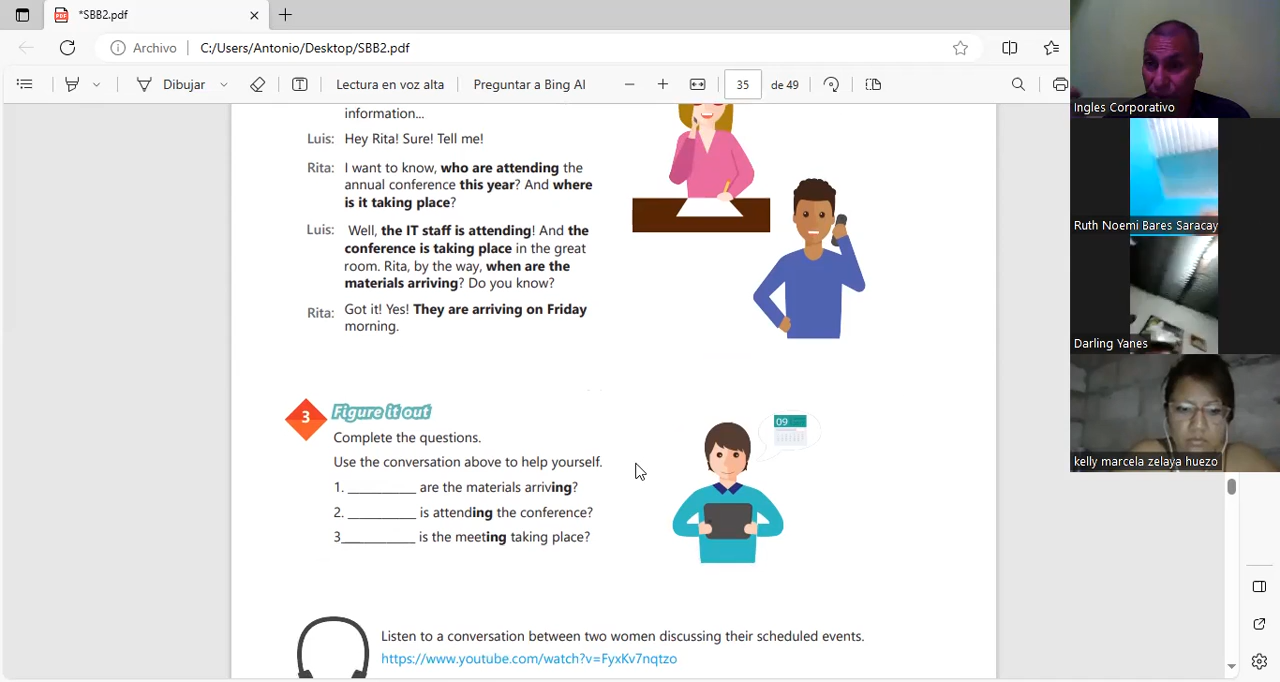 *SBB2.pdf
Archivo C:/Users/Antonio/Desktop/SBB2.pdf
Dibujar Lectura en voz alta Preguntar a Bing AI 35 de 49
information...
Luis: Hey Rita! Sure! Tell me!
Rita: I want to know, who are attending the
annual conference this year? And where
is it taking place?
Luis: Well, the IT staff is attending! And the
conference is taking place in the great
room. Rita, by the way, when are the
materials arriving? Do you know?
Rita: Got it! Yes! They are arriving on Friday
morning.
3 Figure it out
Complete the questions.
Use the conversation above to help yourself.
1. __________ are the materials arriving?
2. __________ is attending the conference?
3___________ is the meeting taking place?
09
Listen to a conversation between two women discussing their scheduled events.
https://www.youtube.com/watch?v=FyxKv7nqtzo
Ingles Corporativo
Ruth Noemi Bares Saracay
Darling Yanes
kelly marcela zelaya huezo